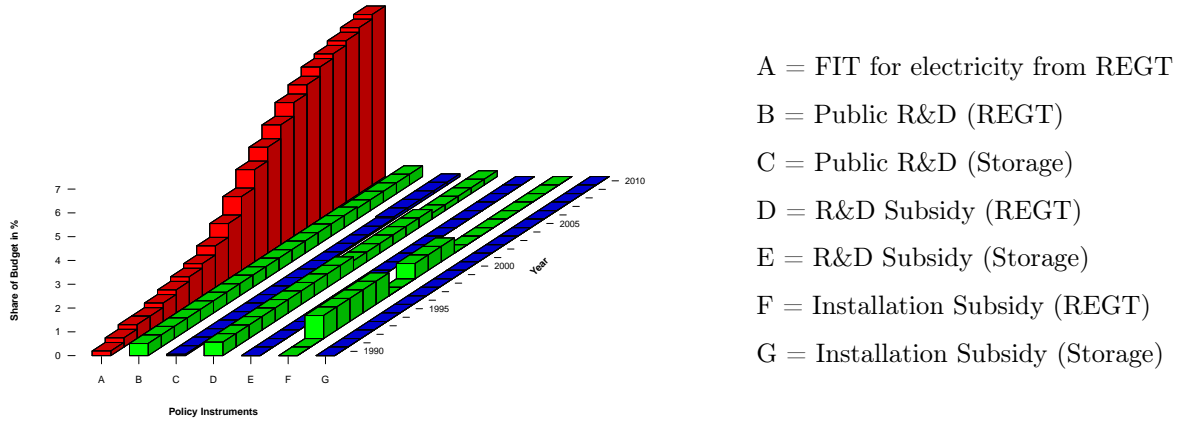 7
6
5
4
3
2
1
0
Share of Budget in %
A
B
C
D
E
F
G
Policy Instruments
1990
1995
2000
2005
2010
Year
A = FIT for electricity from REGT
B = Public R&D (REGT)
C = Public R&D (Storage)
D = R&D Subsidy (REGT)
E = R&D Subsidy (Storage)
F = Installation Subsidy (REGT)
G = Installation Subsidy (Storage)